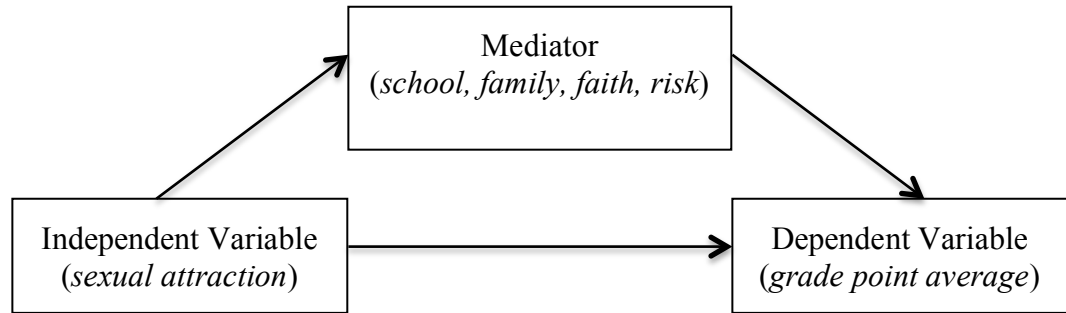 Mediator
(school, family, faith, risk)
Independent Variable
(sexual attraction)
Dependent Variable
(grade point average)